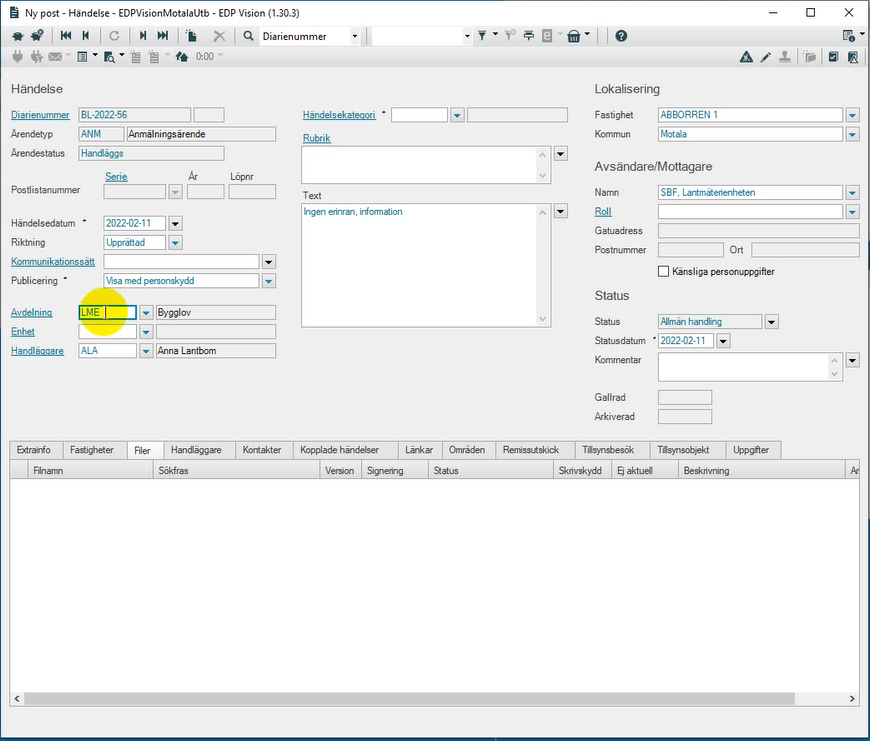 Ny post - Händelse - EDPVisionMotalaUtb - EDP Vision (1.30.3)
Diarienummer
0:00
Händelse
Diarienummer BL-2022-56
Ärendetyp ANM Anmälningsärende
Ärendestatus Handläggs
Serie År Löpnr
Postlistanummer
Händelsedatum * 2022-02-11
Riktning Upprättad
Kommunikationssätt
Publicering * Visa med personskydd
Avdelning LME Bygglov
Enhet
Handläggare ALA Anna Lantbom
Händelsekategori *
Rubrik
Text
Ingen erinran, information
Lokalisering
Fastighet ABBORREN 1
Kommun Motala
Avsändare/Mottagare
Namn SBF, Lantmäterienheten
Roll
Gatuadress
Postnummer Ort
Känsliga personuppgifter
Status
Status Allmän handling
Statusdatum * 2022-02-11
Kommentar
Gallrad
Arkiverad
Extrainfo Fastigheter Filer Handläggare Kontakter Kopplade händelser Länkar Områden Remissutskick Tillsynsbesök Tillsynsobjekt Uppgifter
Filnamn Sökfras Version Signering Status Skrivskydd Ej aktuell Beskrivning Ar